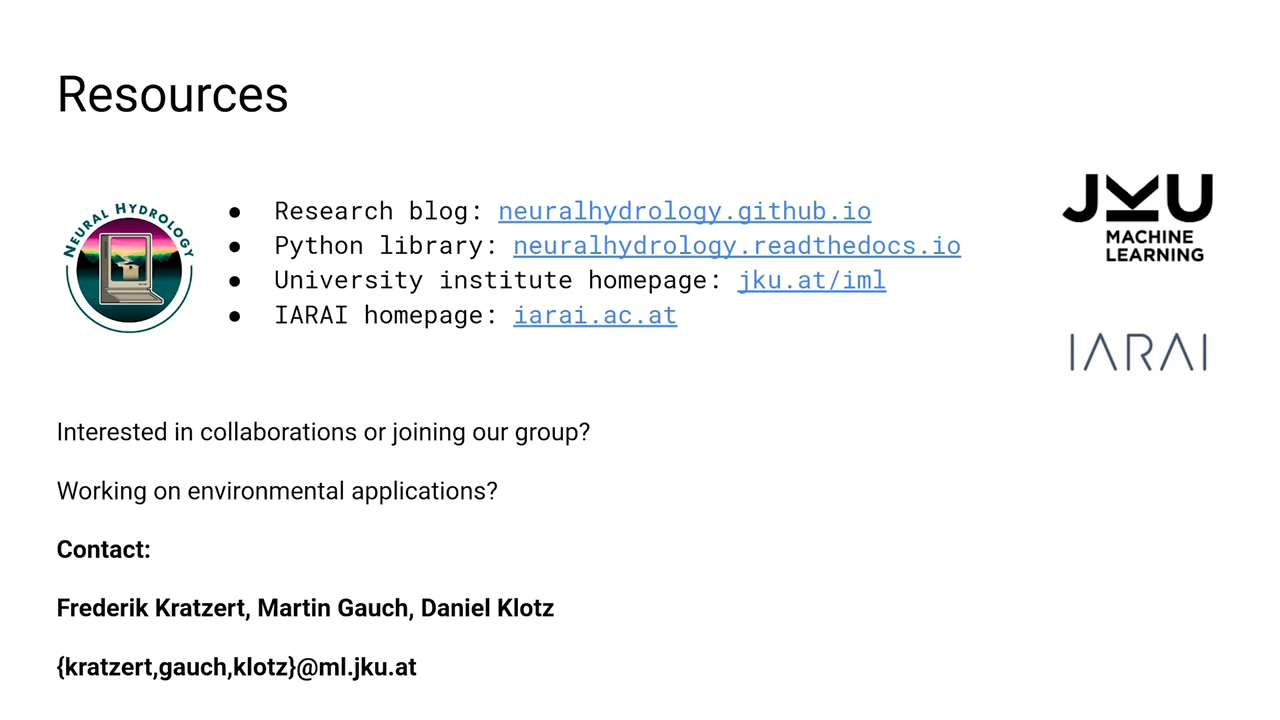 Resources
NEURAL HYDROLOGY
● Research blog: neuralhydrology.github.io
● Python library: neuralhydrology.readthedocs.io
● University institute homepage: jku.at/iml
● IARAI homepage: iarai.ac.at
JKU
MACHINE
LEARNING
IARAI
Interested in collaborations or joining our group?
Working on environmental applications?
Contact:
Frederik Kratzert, Martin Gauch, Daniel Klotz
{kratzert,gauch,klotz}@ml.jku.at